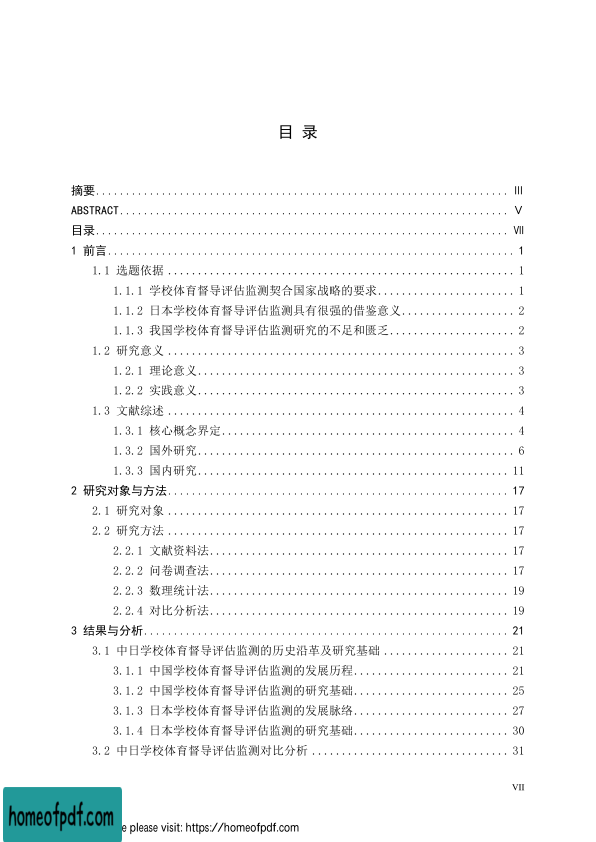 目 录
摘要........................................................................ III
ABSTRACT.................................................................... V
目录........................................................................ VII
1 前言...................................................................... 1
1.1 选题依据 ........................................................... 1
1.1.1 学校体育督导评估监测契合国家战略的要求....................... 1
1.1.2 日本学校体育督导评估监测具有很强的借鉴意义................... 2
1.1.3 我国学校体育督导评估监测研究的不足和匮乏..................... 2
1.2 研究意义 ........................................................... 3
1.2.1 理论意义..................................................... 3
1.2.2 实践意义..................................................... 3
1.3 文献综述 ........................................................... 4
1.3.1 核心概念界定................................................. 4
1.3.2 国外研究..................................................... 6
1.3.3 国内研究.................................................... 11
2 研究对象与方法........................................................... 17
2.1 研究对象 .......................................................... 17
2.2 研究方法 .......................................................... 17
2.2.1 文献资料法.................................................. 17
2.2.2 问卷调查法.................................................. 17
2.2.3 数理统计法.................................................. 19
2.2.4 对比分析法.................................................. 19
3 结果与分析............................................................... 21
3.1 中日学校体育督导评估监测的历史沿革及研究基础 ..................... 21
3.1.1 中国学校体育督导评估监测的发展历程.......................... 21
3.1.2 中国学校体育督导评估监测的研究基础.......................... 25
3.1.3 日本学校体育督导评估监测的发展脉络.......................... 27
3.1.4 日本学校体育督导评估监测的研究基础.......................... 30
3.2 中日学校体育督导评估监测对比分析 ................................. 31
VII
homeofpdf.com
e please visit: https://homeofpdf.com